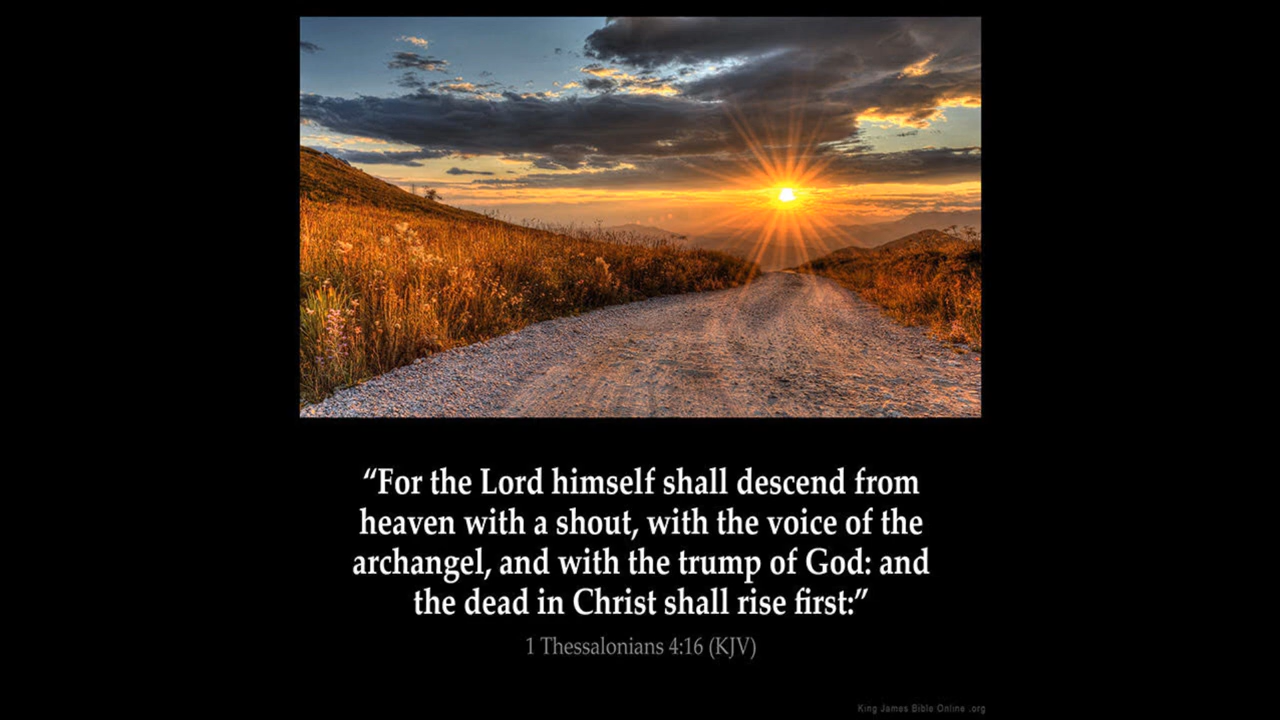 “For the Lord himself shall descend from
heaven with a shout, with the voice of the
archangel, and with the trump of God: and
the dead in Christ shall rise first:”
1 Thessalonians 4:16 (KJV)
King James Bible Online .org